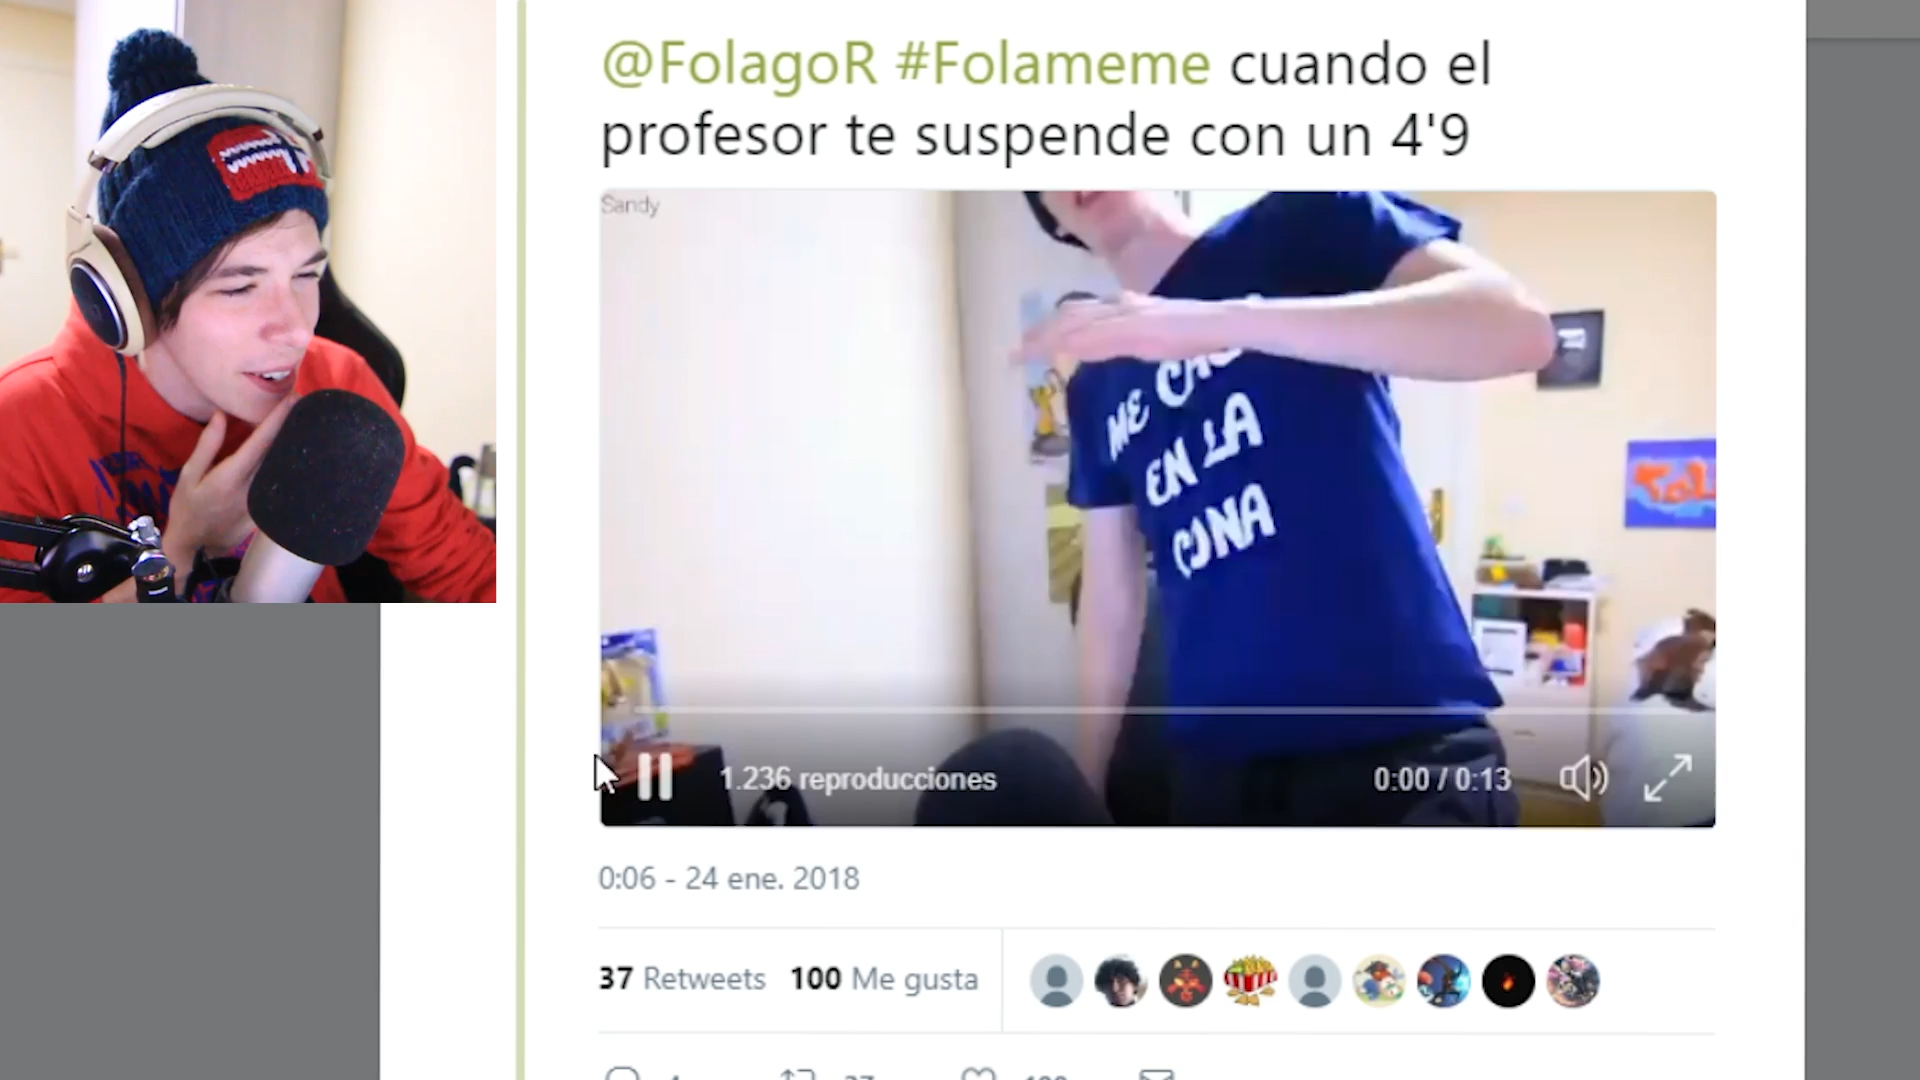 @FolagoR #Folameme cuando el
profesor te suspende con un 4'9
Sandy
ME CAGO
EN LA
CONA
1.236 reproducciones
0:00 / 0:13
0:06 - 24 ene. 2018
37 Retweets 100 Me gusta